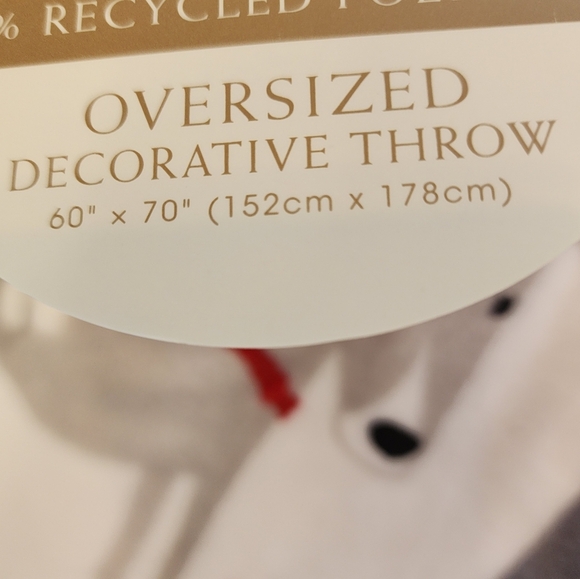 % RECYCLED
OVERSIZED
DECORATIVE THROW
60" x 70" (152cm x 178cm)